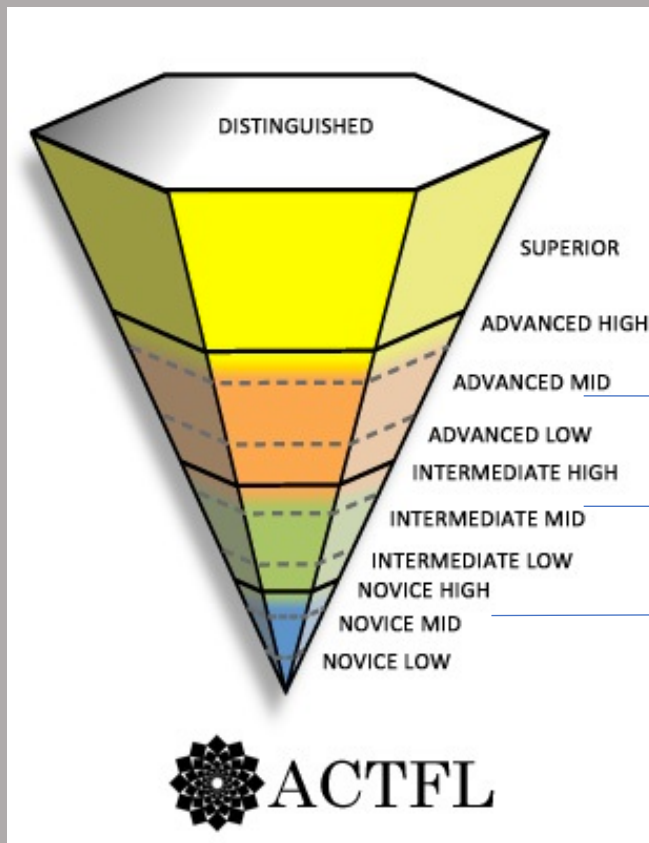 DISTINGUISHED
SUPERIOR
ADVANCED HIGH
ADVANCED MID
ADVANCED LOW
INTERMEDIATE HIGH
INTERMEDIATE MID
INTERMEDIATE LOW
NOVICE HIGH
NOVICE MID
NOVICE LOW
ACTFL